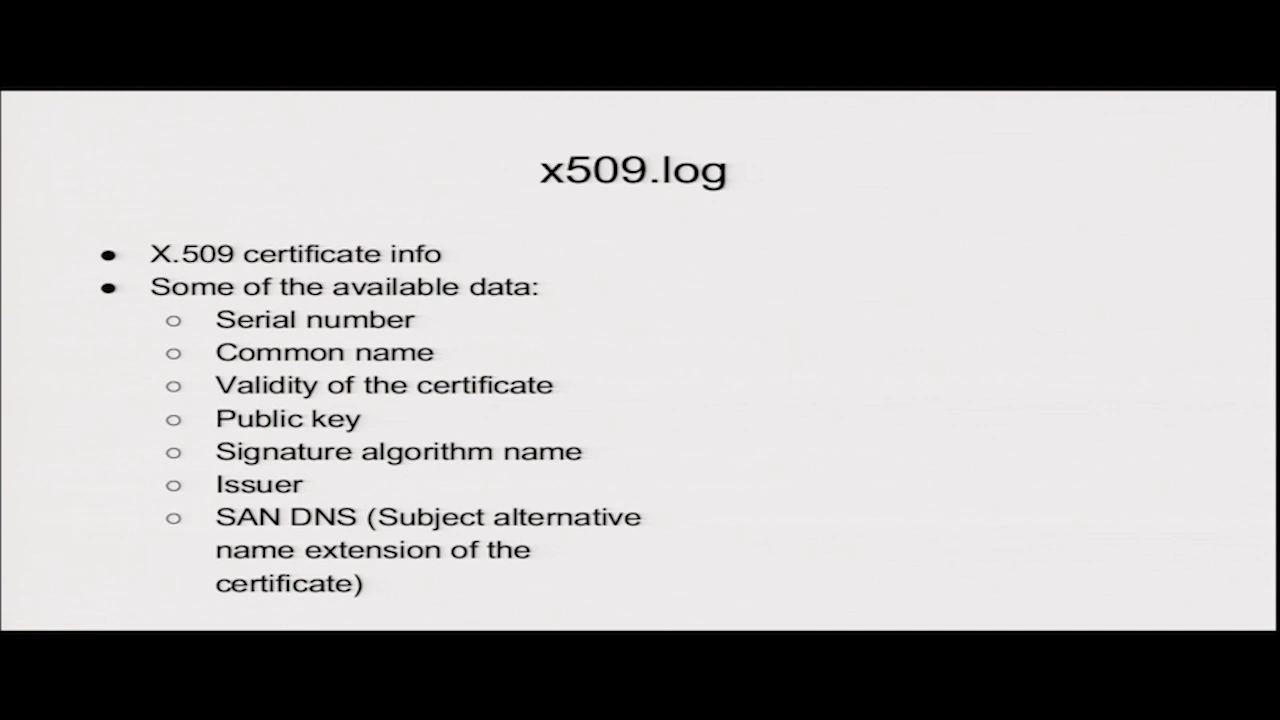 x509.log
● X.509 certificate info
● Some of the available data:
○ Serial number
○ Common name
○ Validity of the certificate
○ Public key
○ Signature algorithm name
○ Issuer
○ SAN DNS (Subject alternative
name extension of the
certificate)